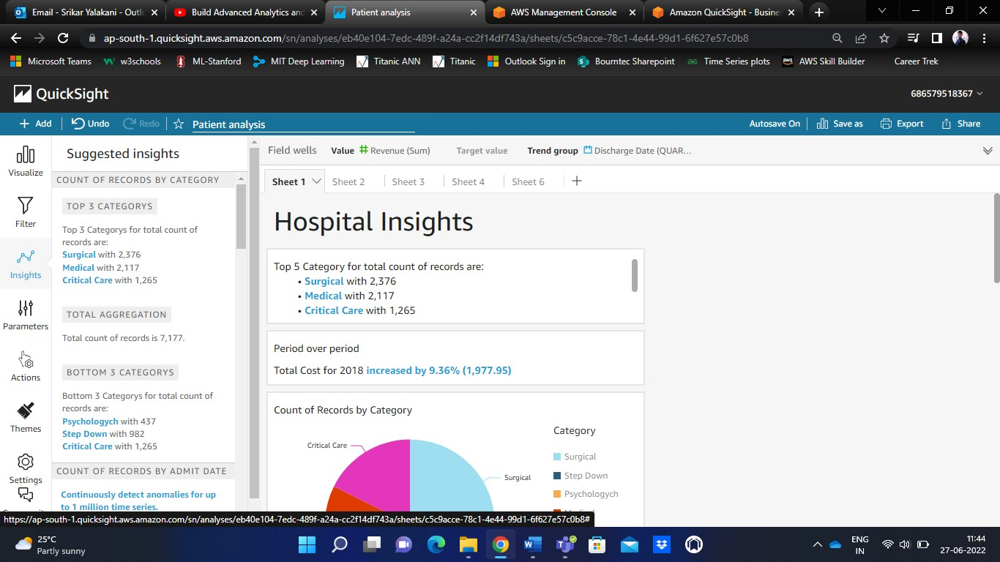 Email - Srikar Yalakani - Outlo
Build Advanced Analytics and
Patient analysis
AWS Management Console
Amazon QuickSight - Busine
ap-south-1.quicksight.aws.amazon.com/sn/analyses/eb40e104-7edc-489f-a24a-cc2f14df743a/sheets/c5c9acce-78c1-4e44-99d1-6f627e57c0b8
Microsoft Teams
w3schools
ML-Stanford
MIT Deep Learning
Titanic ANN
Titanic
Outlook Sign in
Bourntec Sharepoint
Time Series plots
aws
AWS Skill Builder
Career Trek
QuickSight
686579518367
Add
Undo
Redo
Patient analysis
Autosave On
Save as
Export
Share
Visualize
Filter
Insights
Parameters
Actions
Themes
Settings
Suggested insights
COUNT OF RECORDS BY CATEGORY
TOP 3 CATEGORYS
Top 3 Categorys for total count of
records are:
Surgical with 2,376
Medical with 2,117
Critical Care with 1,265
TOTAL AGGREGATION
Total count of records is 7,177.
BOTTOM 3 CATEGORYS
Bottom 3 Categorys for total count of
records are:
Psychologych with 437
Step Down with 982
Critical Care with 1,265
COUNT OF RECORDS BY ADMIT DATE
Continuously detect anomalies for up
to 1 million time series.
Field wells
Value
Revenue (Sum)
Target value
Trend group
Discharge Date (QUAR...
Sheet 1
Sheet 2
Sheet 3
Sheet 4
Sheet 6
Hospital Insights
Top 5 Category for total count of records are:
• Surgical with 2,376
• Medical with 2,117
• Critical Care with 1,265
Period over period
Total Cost for 2018 increased by 9.36% (1,977.95)
Count of Records by Category
Critical Care
Surgical
Category
Surgical
Step Down
Psychologych
https://ap-south-1.quicksight.aws.amazon.com/sn/analyses/eb40e104-7edc-489f-a24a-cc2f14df743a/sheets/c5c9acce-78c1-4e44-99d1-6f627e57c0b8#
25°C
Partly sunny
ENG
IN
11:44
27-06-2022